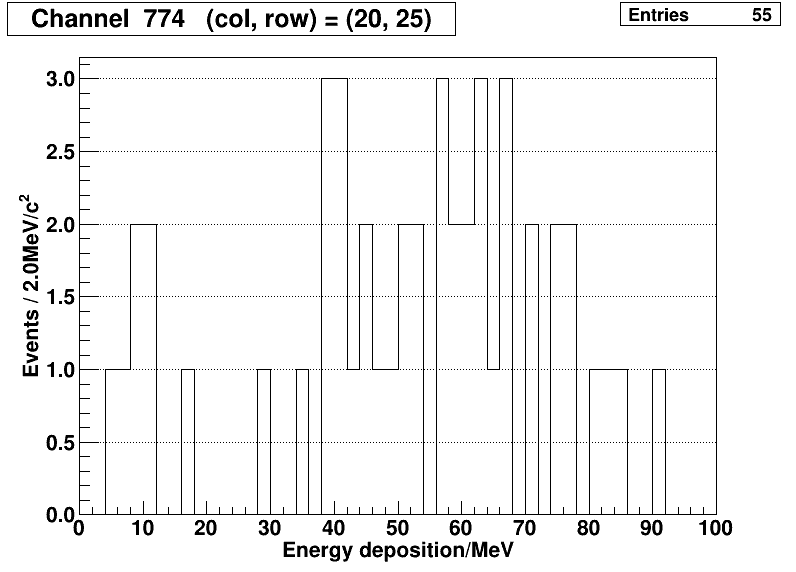 Channel 774 (col, row) = (20, 25)
Entries 55
3.0
2.5
2.0
1.5
1.0
0.5
0.0
Events / 2.0MeV/c²
0 10 20 30 40 50 60 70 80 90 100
Energy deposition/MeV